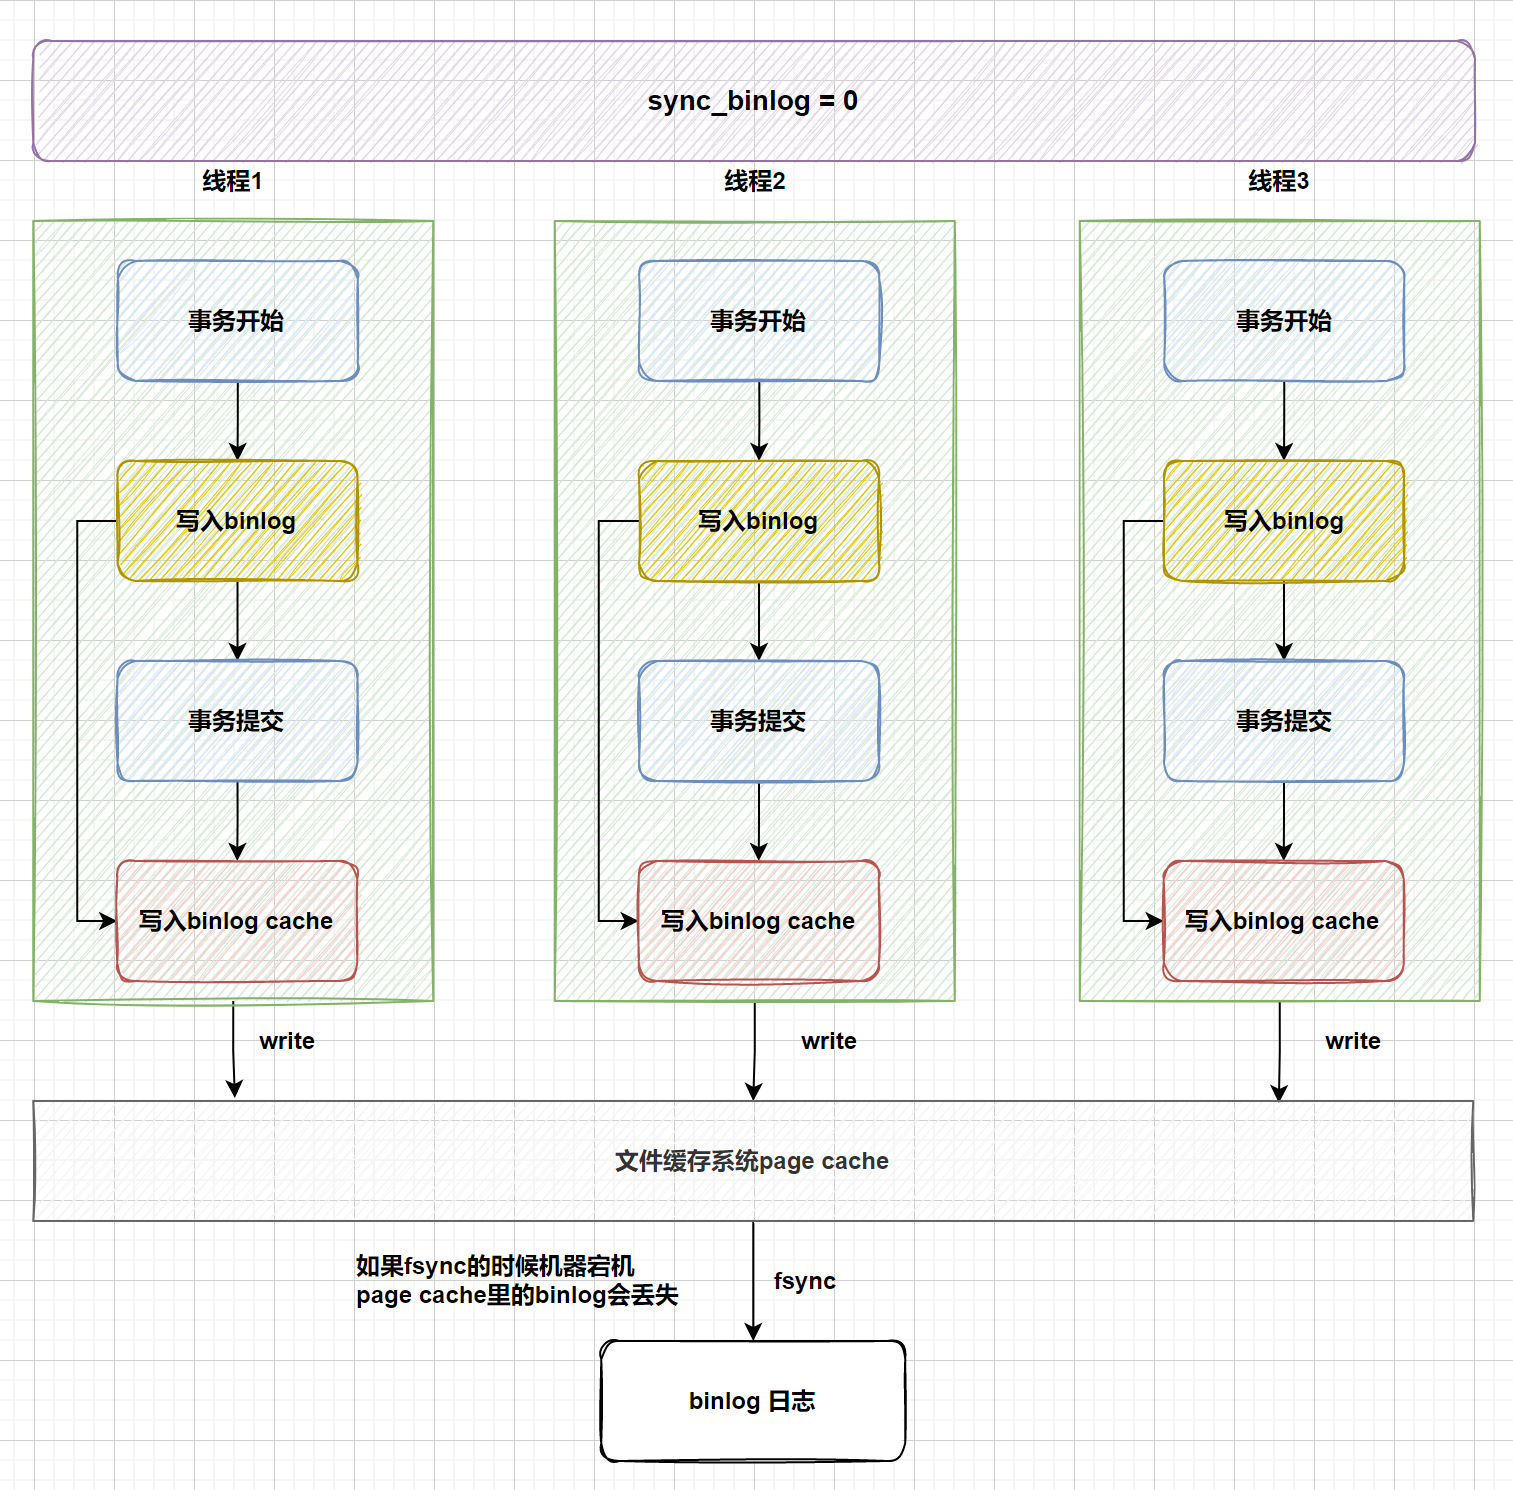 sync_binlog = 0
线程1
线程2
线程3
事务开始
事务开始
事务开始
写入binlog
写入binlog
写入binlog
事务提交
事务提交
事务提交
写入binlog cache
写入binlog cache
写入binlog cache
write
write
write
文件缓存系统page cache
如果fsync的时候机器宕机
page cache里的binlog会丢失
fsync
binlog 日志